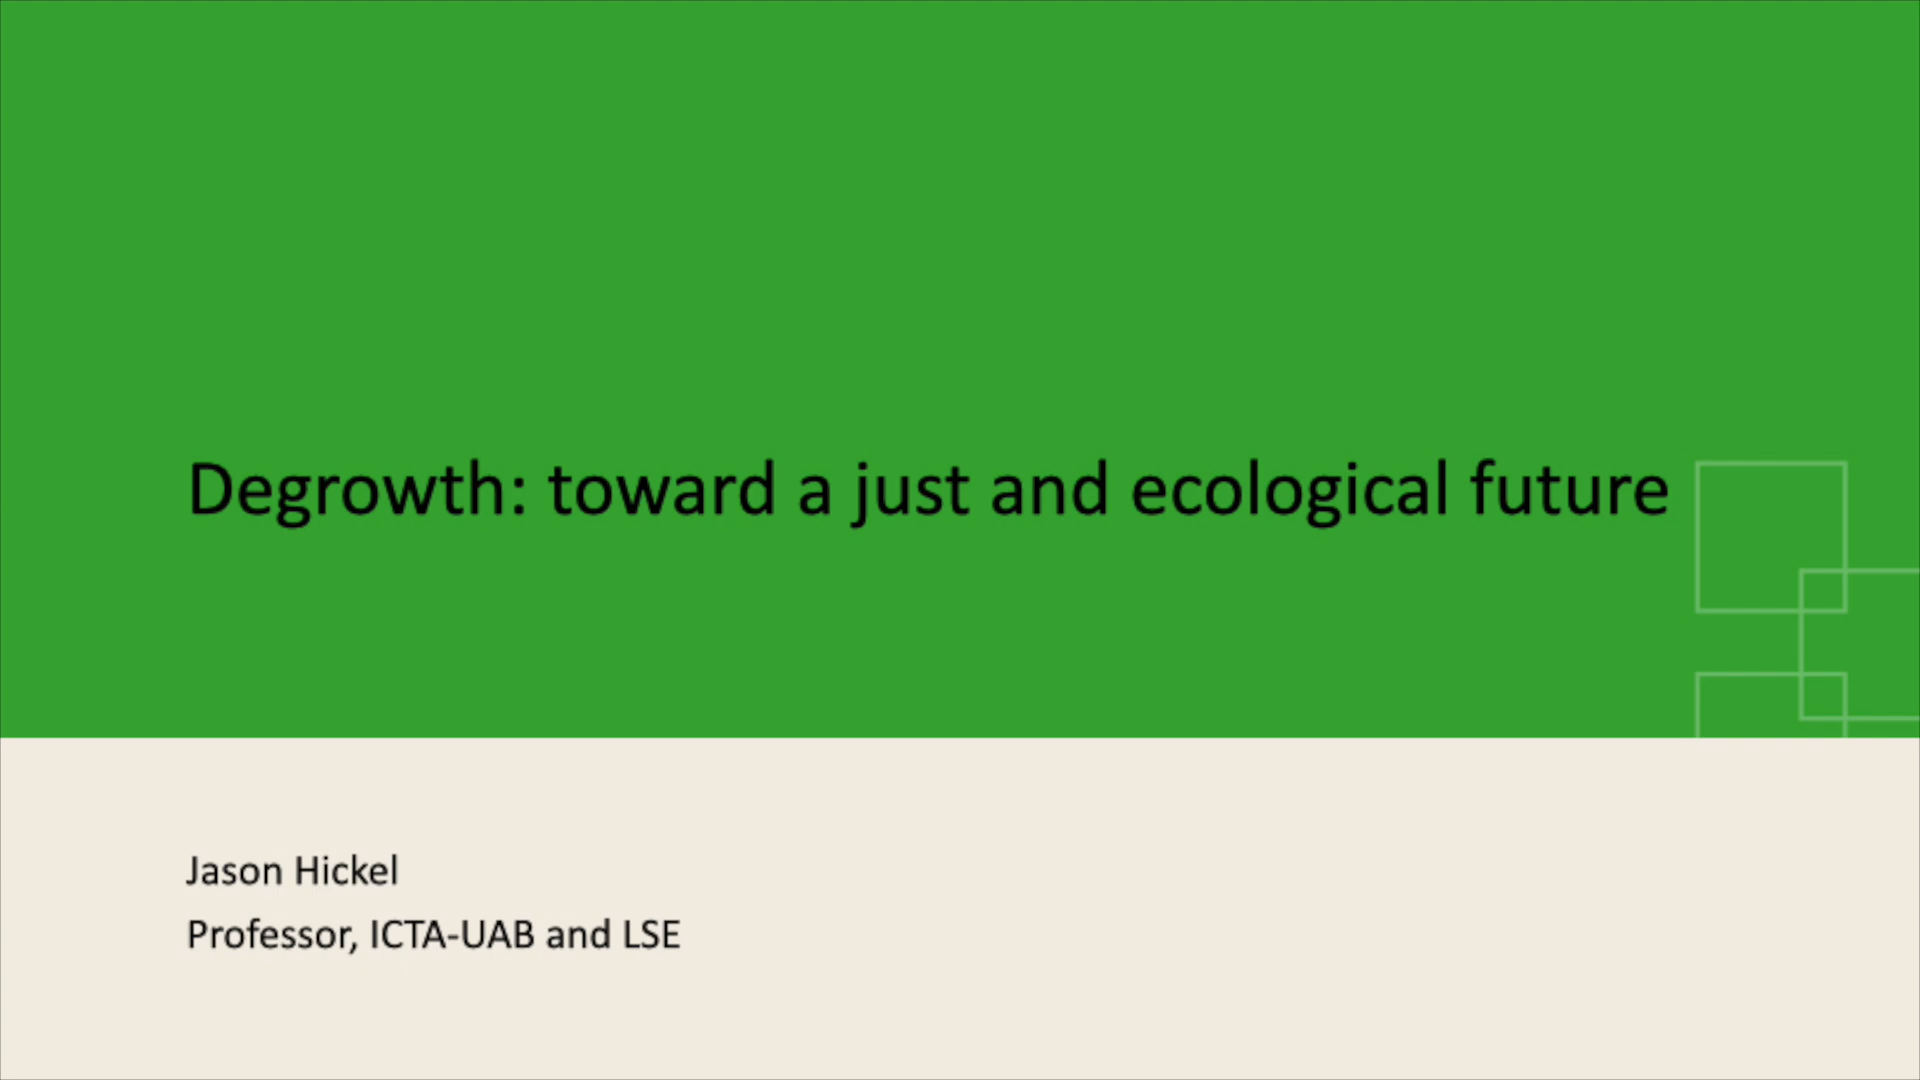 Degrowth: toward a just and ecological future
Jason Hickel
Professor, ICTA-UAB and LSE